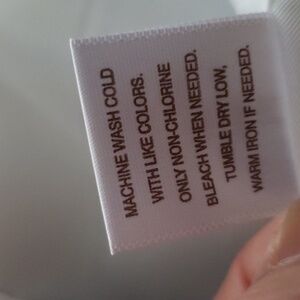 MACHINE WASH COLD
WITH LIKE COLORS.
ONLY NON-CHLORINE
BLEACH WHEN NEEDED.
TUMBLE DRY LOW,
WARM IRON IF NEEDED.